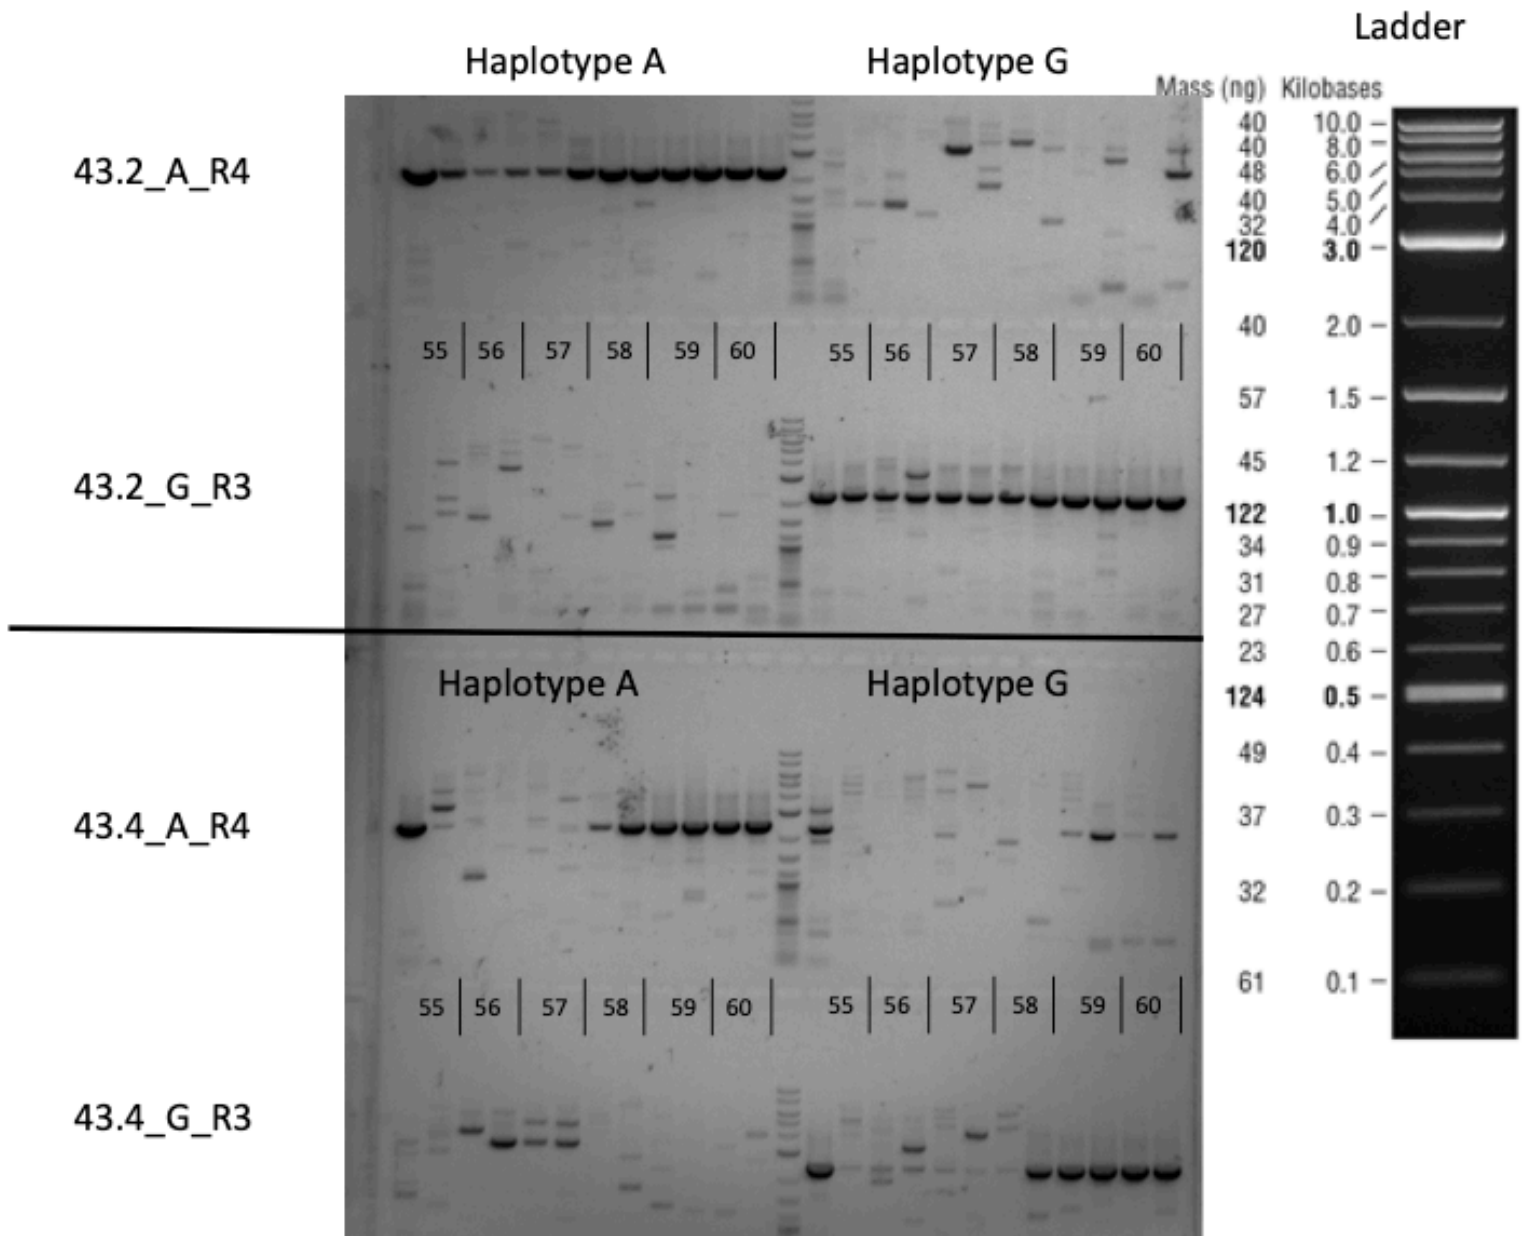 Ladder
Haplotype A Haplotype G
Mass (ng) Kilobases
40 10.0
40 8.0
43.2_A_R4
48 6.0
40 5.0
32 4.0
120 3.0
40 2.0
55 56 57 58 59 60 55 56 57 58 59 60
57 1.5
45 1.2
43.2_G_R3
122 1.0
34 0.9
31 0.8
27 0.7
23 0.6
Haplotype A Haplotype G
124 0.5
49 0.4
37 0.3
43.4_A_R4
32 0.2
61 0.1
55 56 57 58 59 60 55 56 57 58 59 60
43.4_G_R3